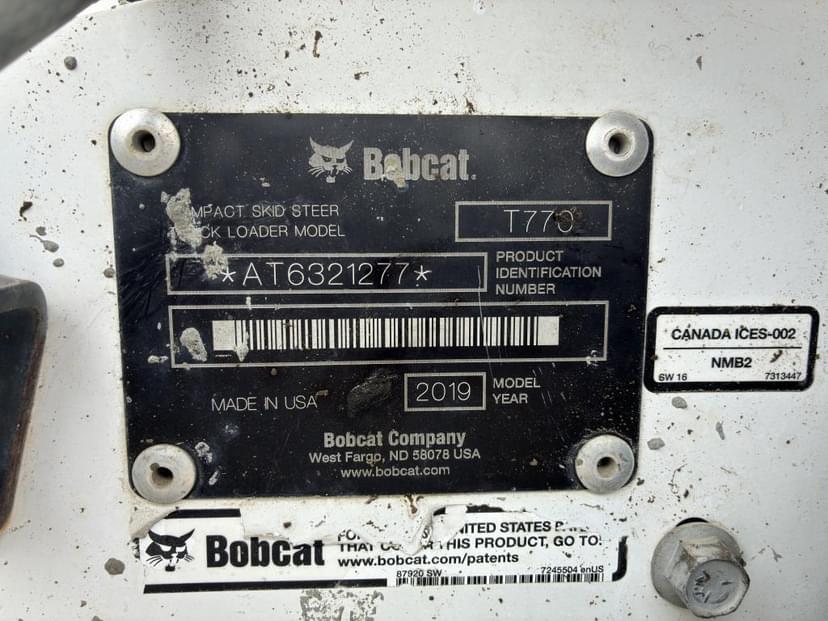 Bobcat.
MPACT SKID STEER
CK LOADER MODEL
T770
*AT6321277*
PRODUCT
IDENTIFICATION
NUMBER
MADE IN USA
2019
MODEL
YEAR
Bobcat Company
West Fargo, ND 58078 USA
www.bobcat.com
CANADA ICES-002
NMB2
SW 16 7313447
Bobcat
FO ITED STATES
THAT THIS PRODUCT, GO TO:
www.bobcat.com/patents
87920 SW 7245504 enUS